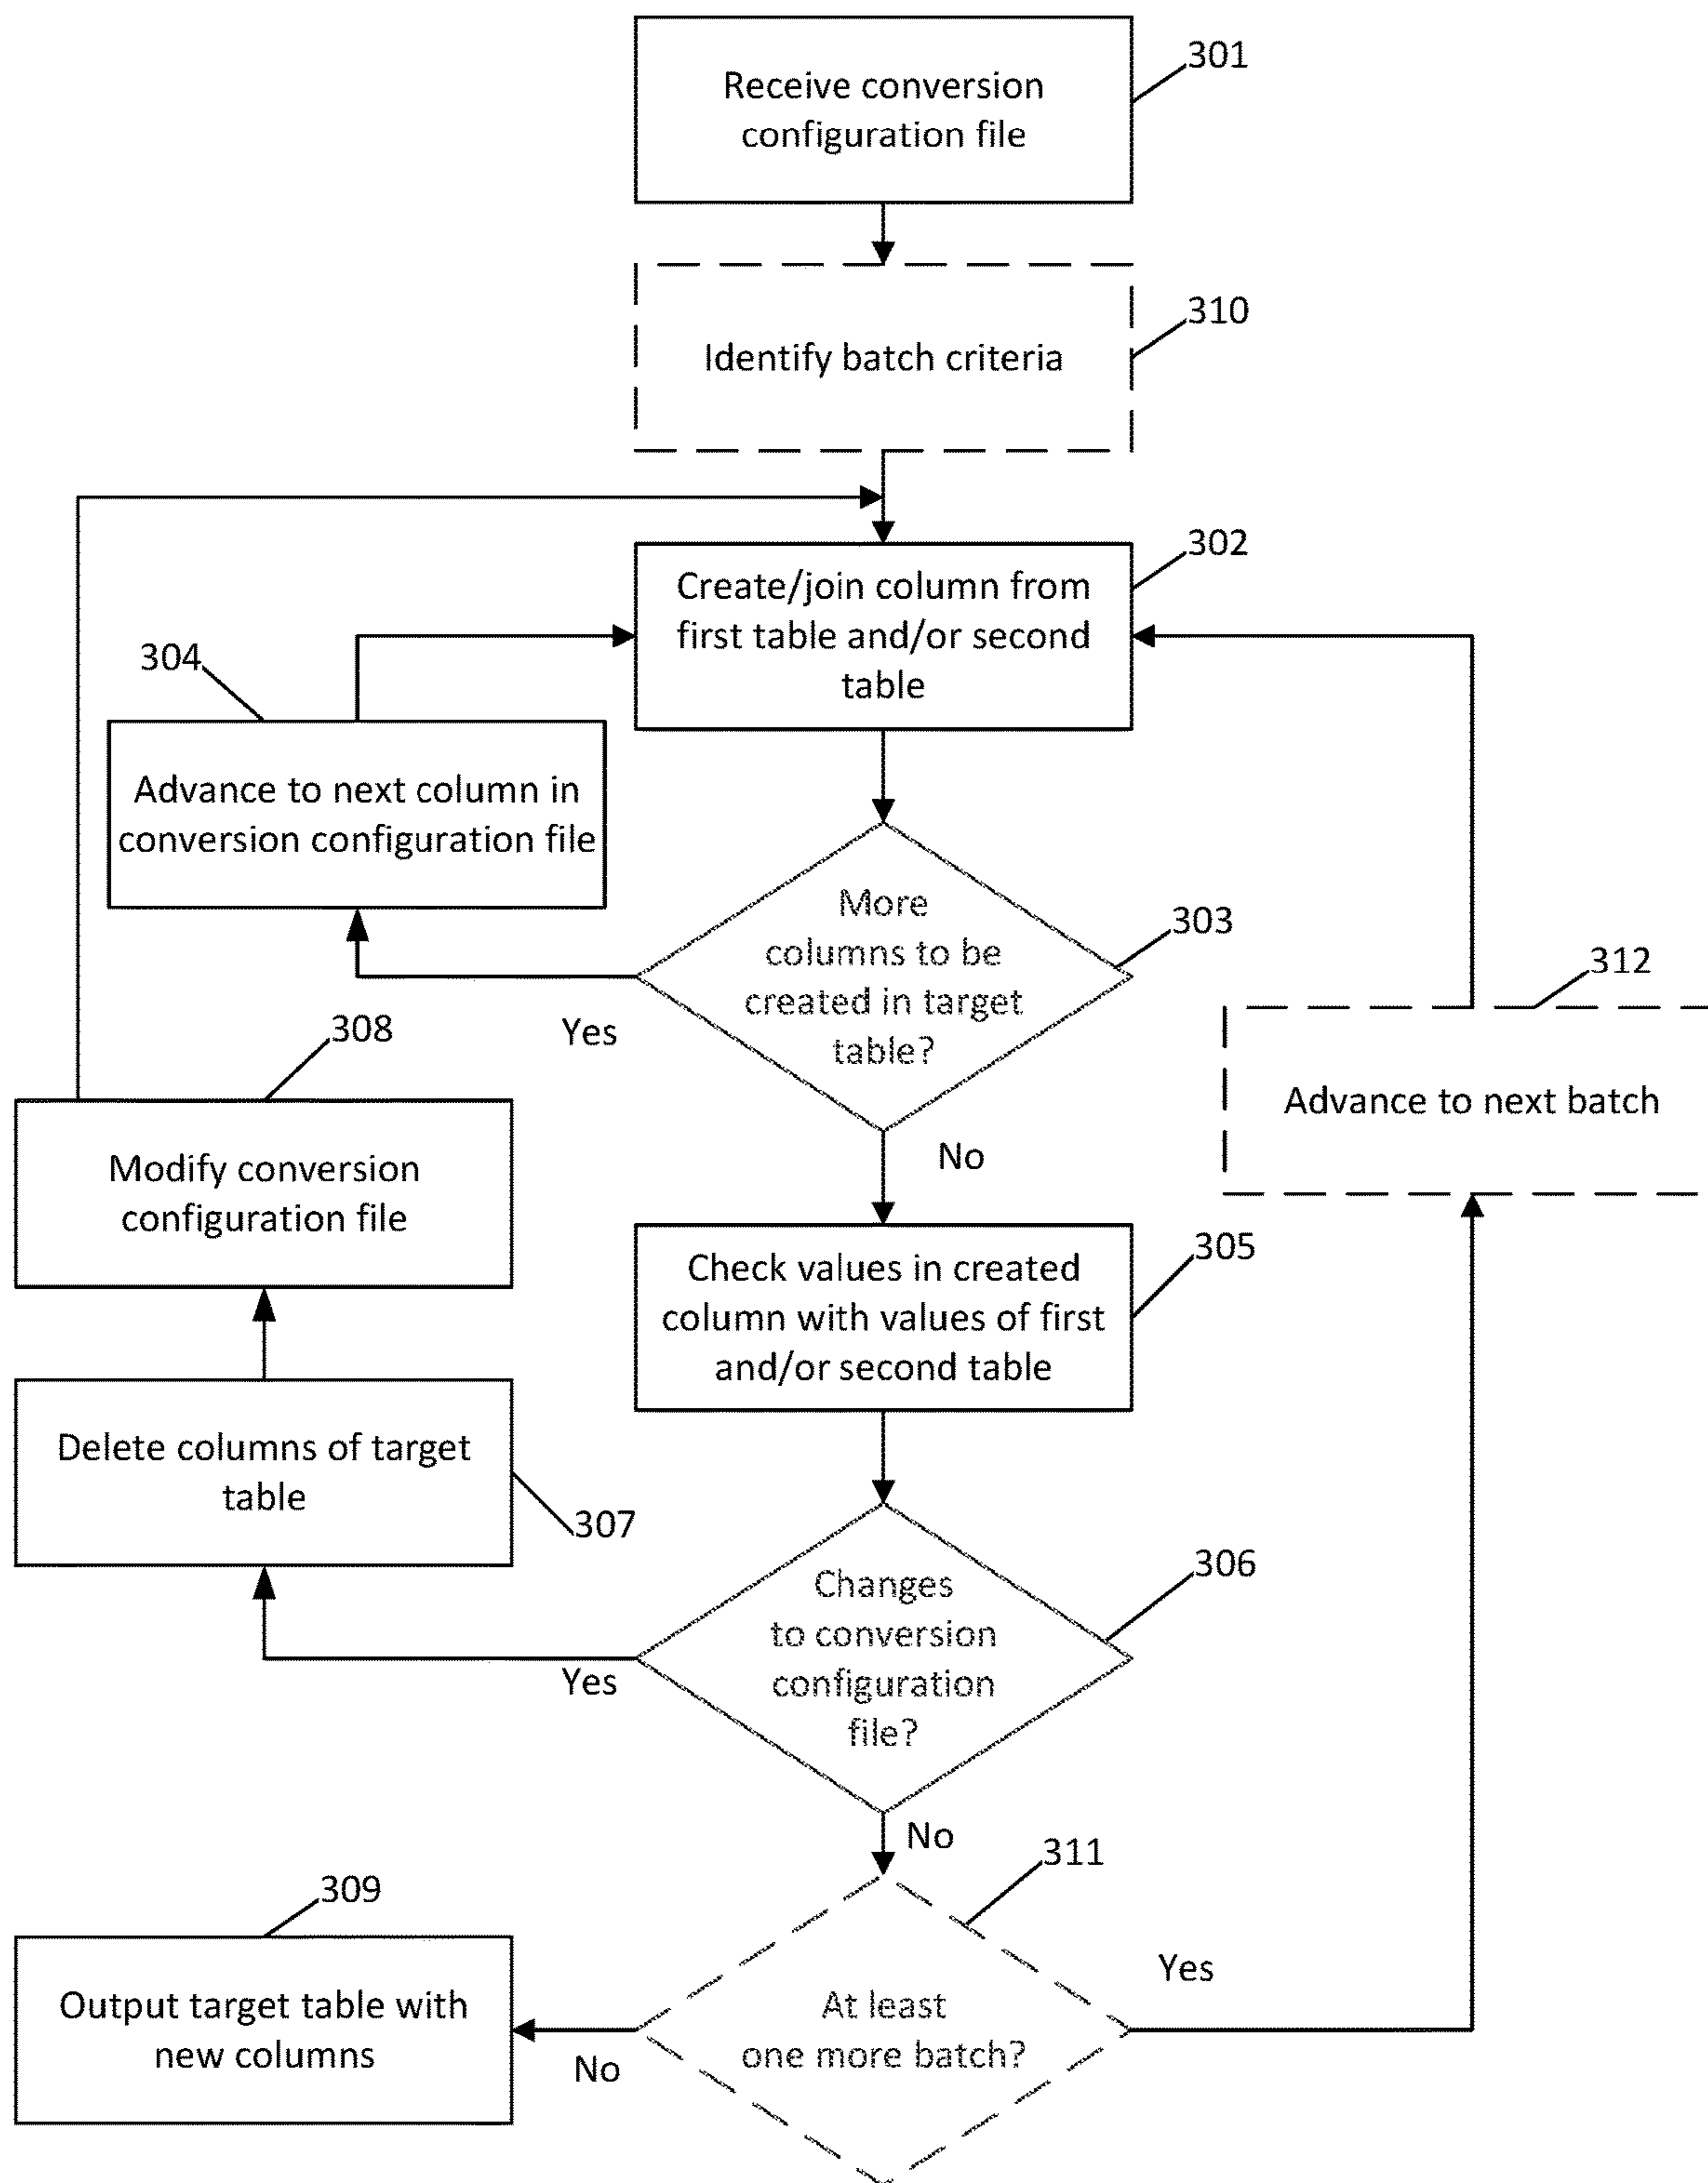 301
Receive conversion
configuration file
310
Identify batch criteria
302
Create/join column from
first table and/or second
table
304
Advance to next column in
conversion configuration file
More
columns to be
created in target
table?
303
Yes
No
312
Advance to next batch
308
Modify conversion
configuration file
305
Check values in created
column with values of first
and/or second table
Delete columns of target
table
307
306
Changes
to conversion
configuration
file?
Yes
No
311
309
Output target table with
new columns
At least
one more batch?
Yes
No